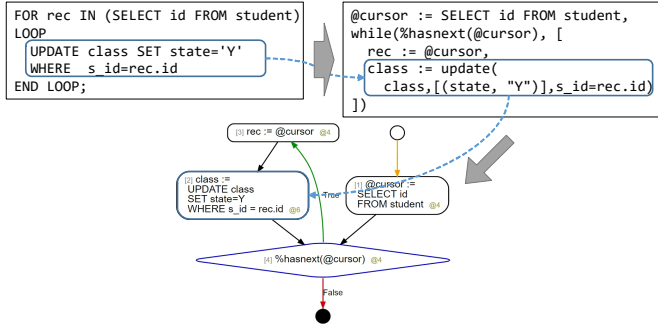 FOR rec IN (SELECT id FROM student)
LOOP
UPDATE class SET state='Y'
WHERE s_id=rec.id
END LOOP;
@cursor := SELECT id FROM student,
while(%hasnext(@cursor), [
rec := @cursor,
class := update(
class,[(state, "Y")],s_id=rec.id)
])
[3] rec := @cursor @4
[2] class :=
UPDATE class
SET state=Y
WHERE s_id = rec.id @6
[1] @cursor :=
SELECT id
FROM student @4
True
[4] %hasnext(@cursor) @4
False